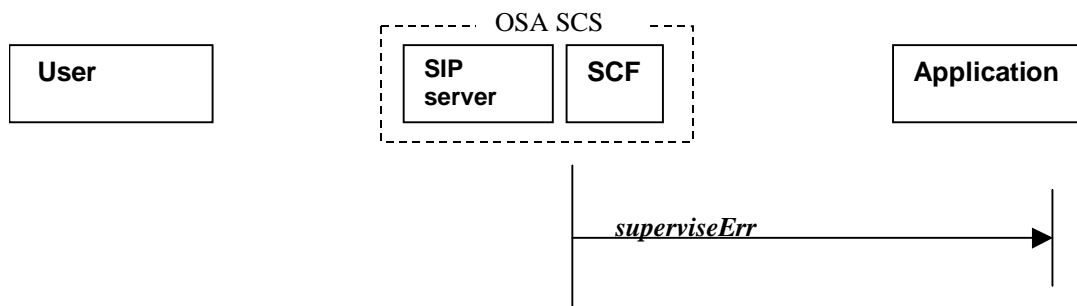 OSA SCS
User
SIP
server
SCF
Application
superviseErr